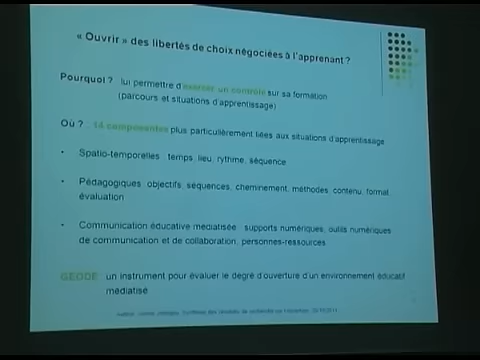 « Ouvrir » des libertés de choix négociées à l'apprenant ?
Pourquoi ? lui permettre d'exercer un contrôle sur sa formation
(parcours et situations d'apprentissage)
Où ? : 14 composantes plus particulièrement liées aux situations d'apprentissage
• Spatio-temporelles temps, lieu, rythme, séquence
• Pédagogiques objectifs, séquences, cheminement, méthodes, contenu, format,
évaluation
• Communication éducative médiatisée supports numériques, outils numériques
de communication et de collaboration, personnes-ressources
GEODE un instrument pour évaluer le degré d'ouverture d'un environnement éducatif
médiatisé